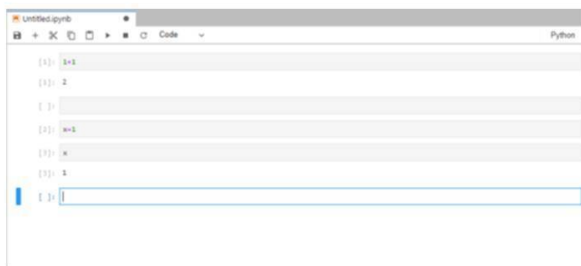 Untitled.ipynb
Code Python
[1]: 1+1
[1]: 2
[ ]:
[2]: x=1
[3]: x
[3]: 1
[ ]: